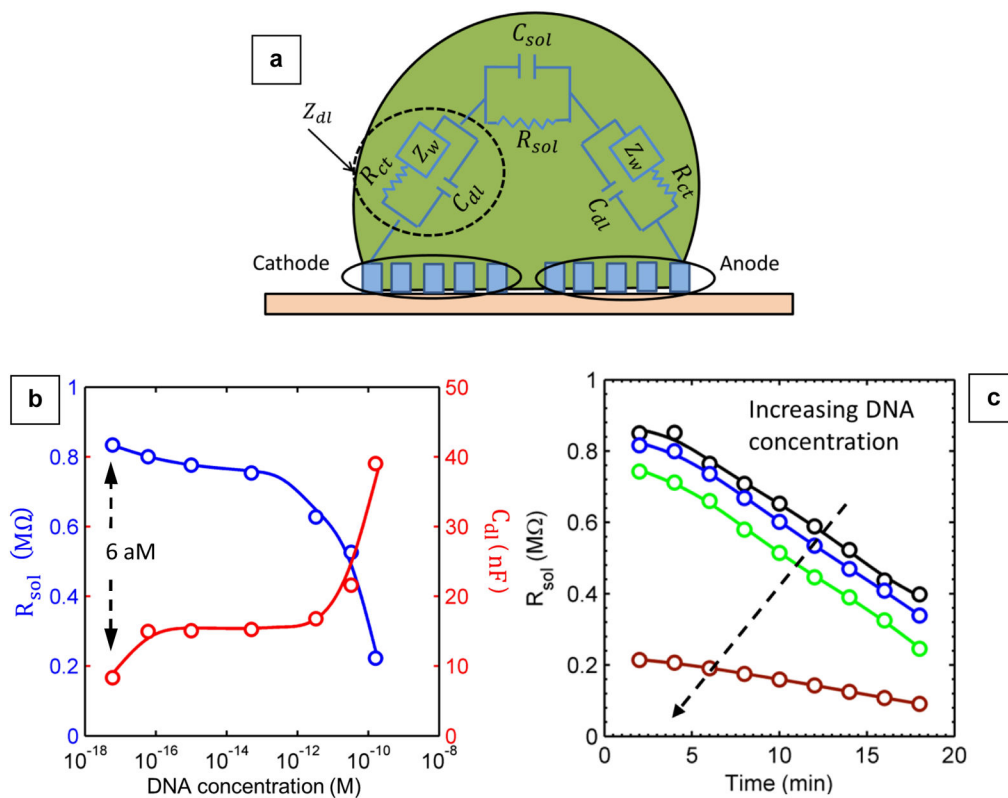 a
C_sol
Z_dl
R_sol
R_ct
Z_w
C_dl
Z_w
R_ct
C_dl
Cathode
Anode
b
R_sol (MΩ)
1
0.8
0.6
0.4
0.2
0
6 aM
50
40
30
20
10
0
C_dl (nF)
10^-18 10^-16 10^-14 10^-12 10^-10 10^-8
DNA concentration (M)
c
Increasing DNA
concentration
R_sol (MΩ)
1
0.8
0.6
0.4
0.2
0
0 5 10 15 20
Time (min)